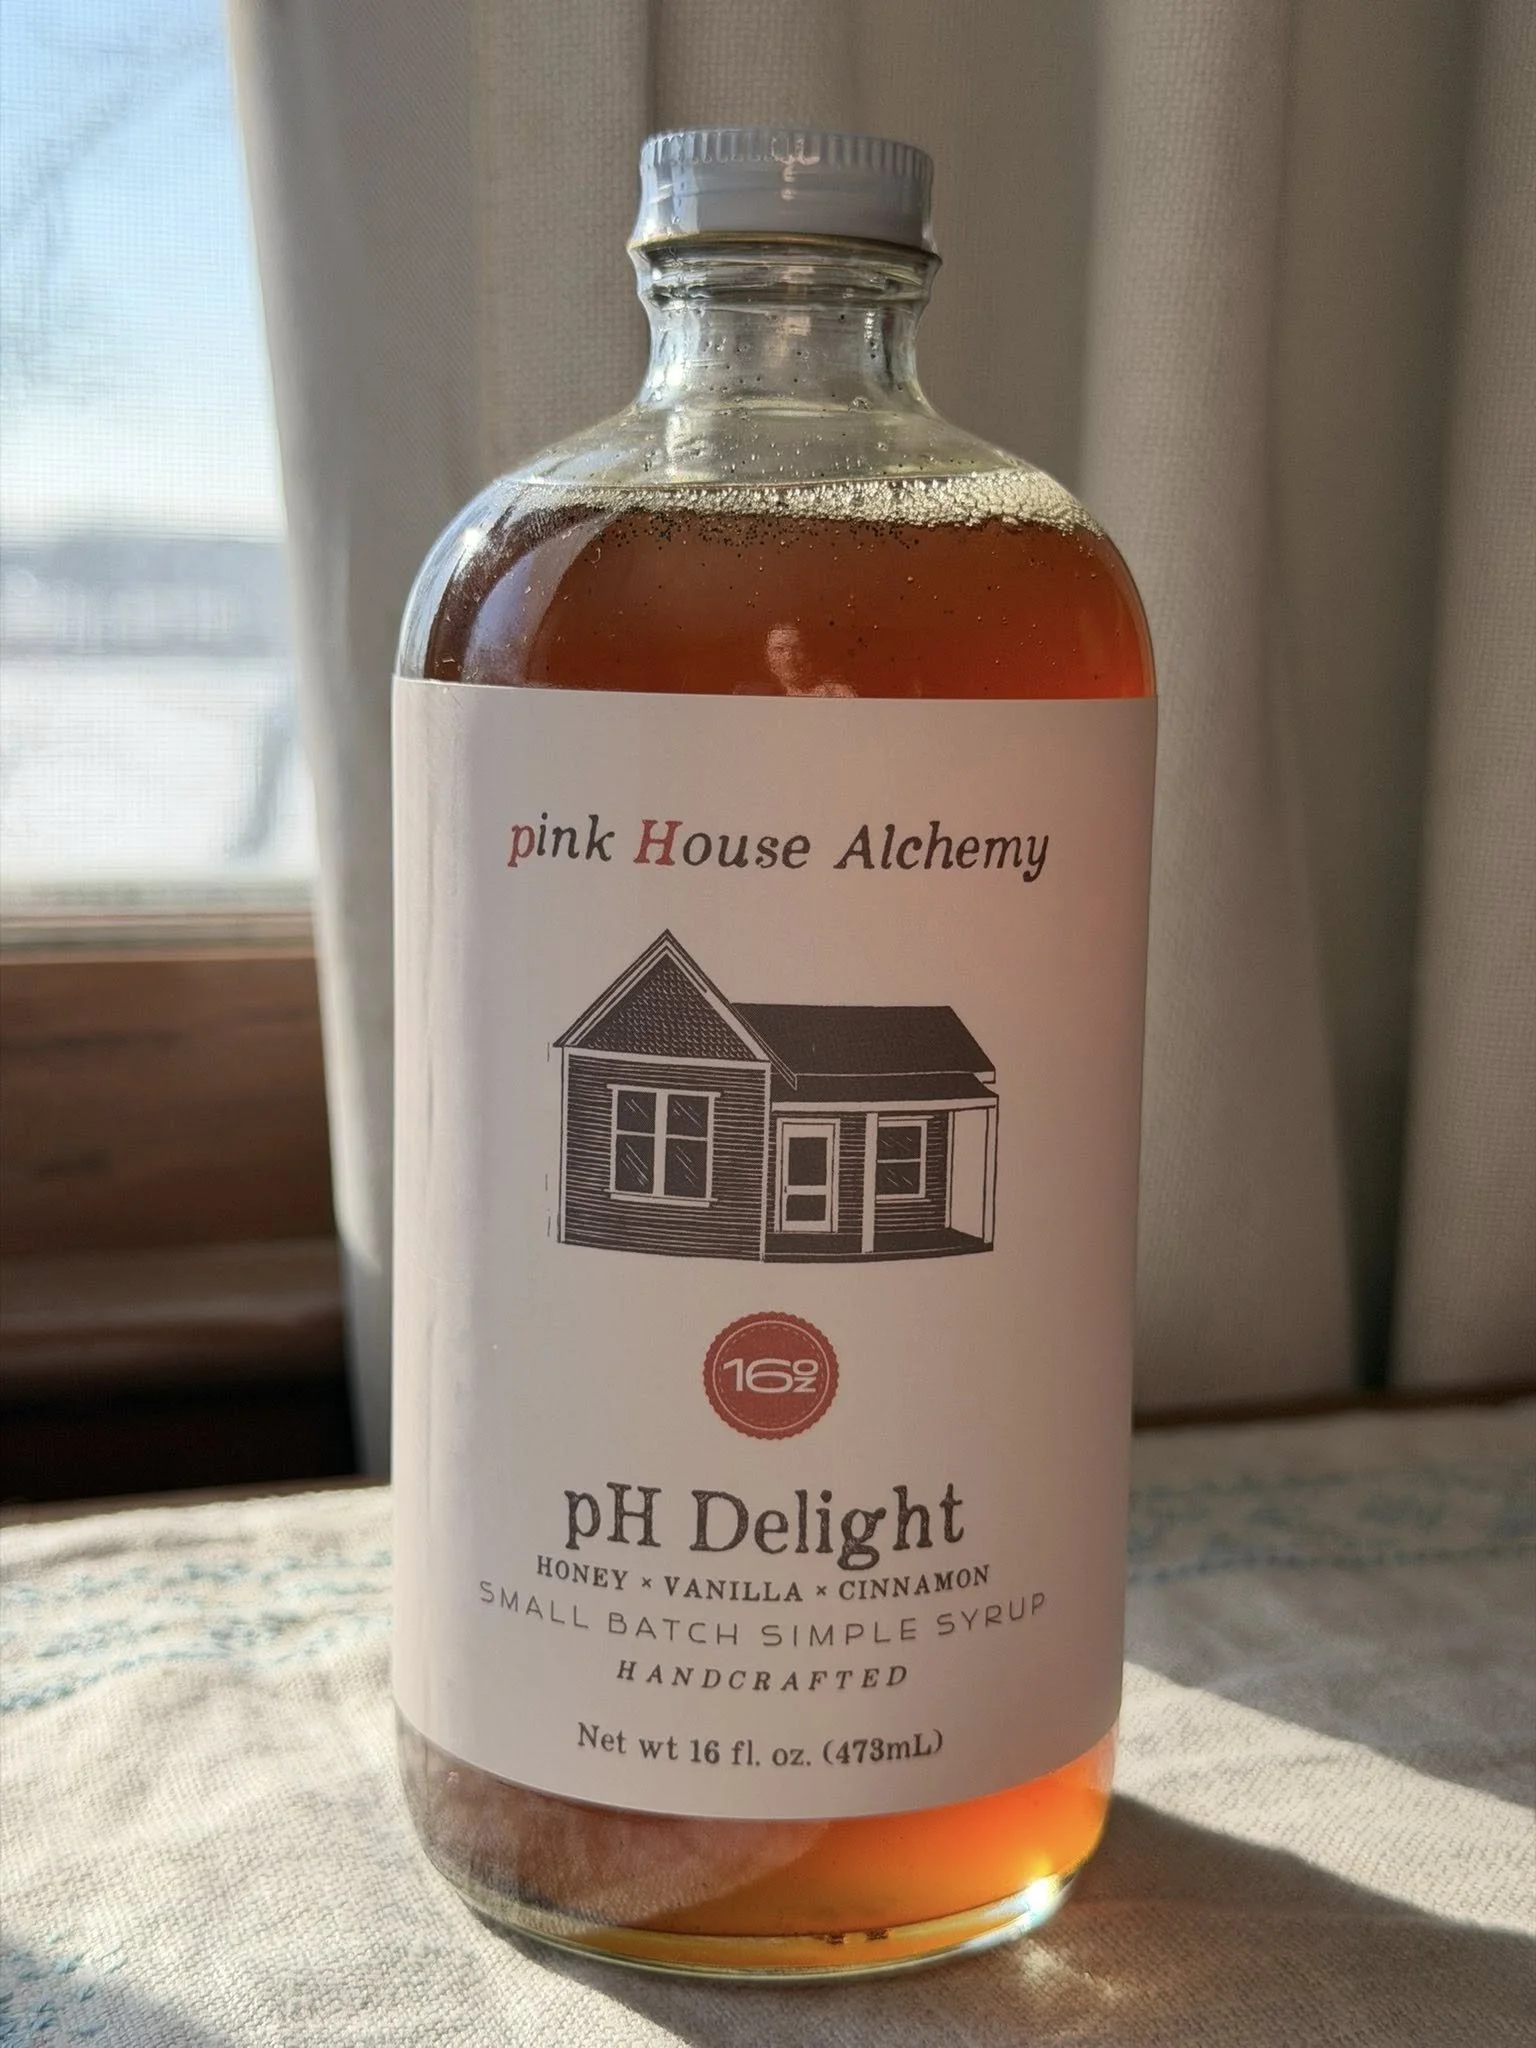 pink House Alchemy
16oz
pH Delight
HONEY × VANILLA × CINNAMON
SMALL BATCH SIMPLE SYRUP
HANDCRAFTED
Net wt 16 fl. oz. (473mL)